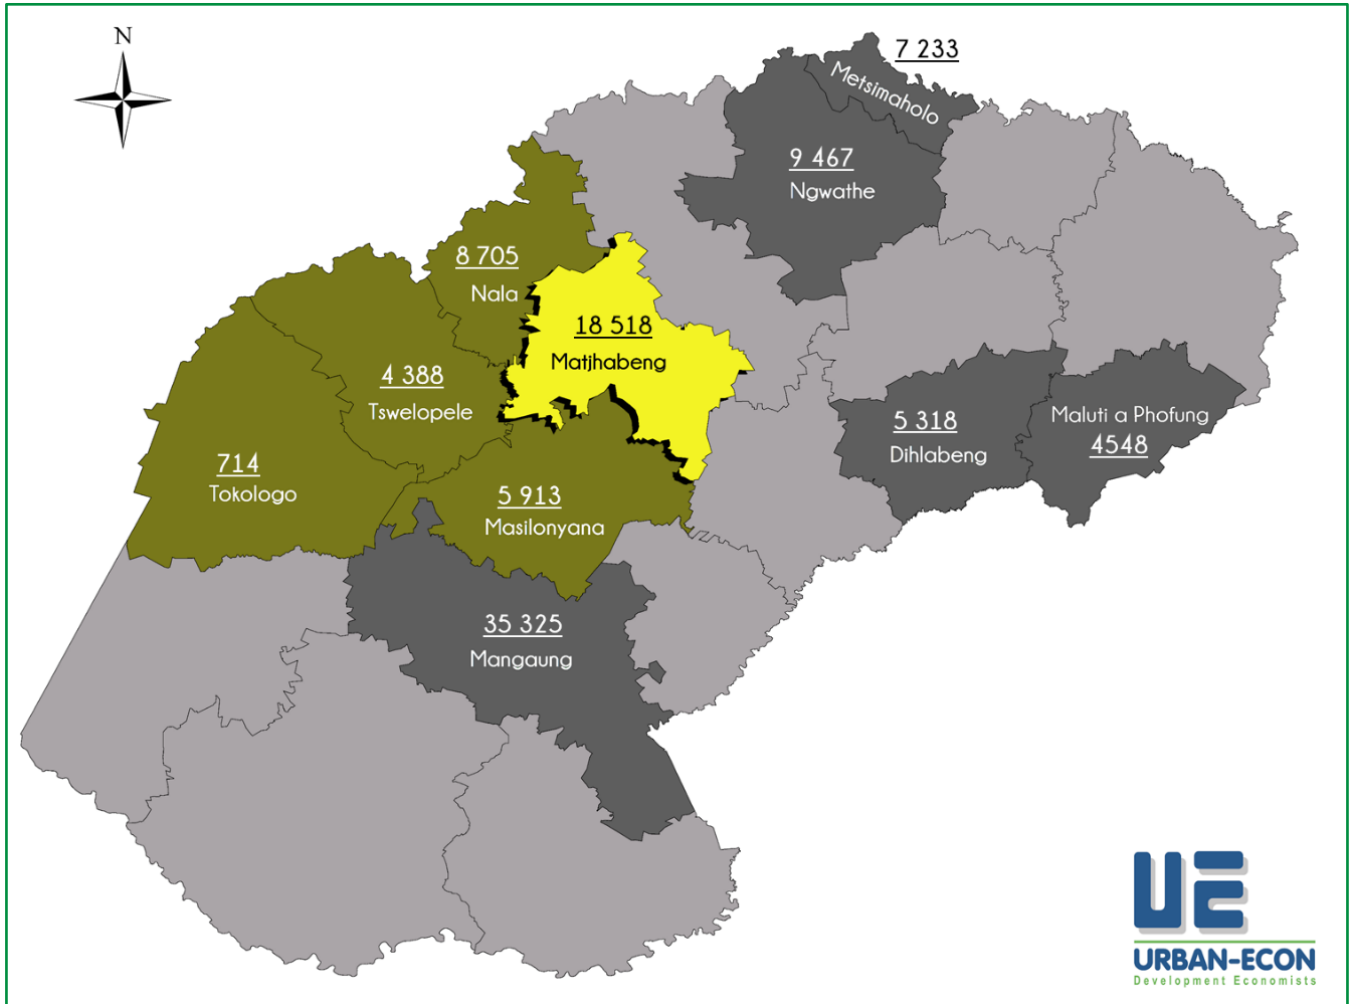 N
7 233
Metsimaholo
9 467
Ngwathe
8 705
Nala
18 518
Matjhabeng
4 388
Tswelopele
5 318
Dihlabeng
Maluti a Phofung
4548
714
Tokologo
5 913
Masilonyana
35 325
Mangaung
UE
URBAN-ECON
Development Economists